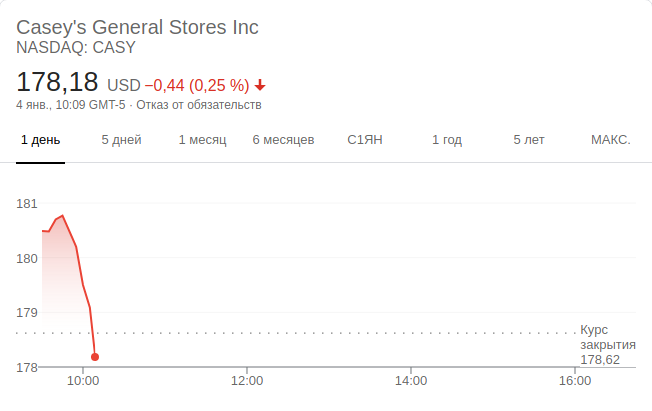 Casey's General Stores Inc
NASDAQ: CASY
178,18 USD −0,44 (0,25 %)
4 янв., 10:09 GMT-5 · Отказ от обязательств
1 день 5 дней 1 месяц 6 месяцев С1ЯН 1 год 5 лет МАКС.
181
180
179
178
Курс
закрытия
178,62
10:00 12:00 14:00 16:00